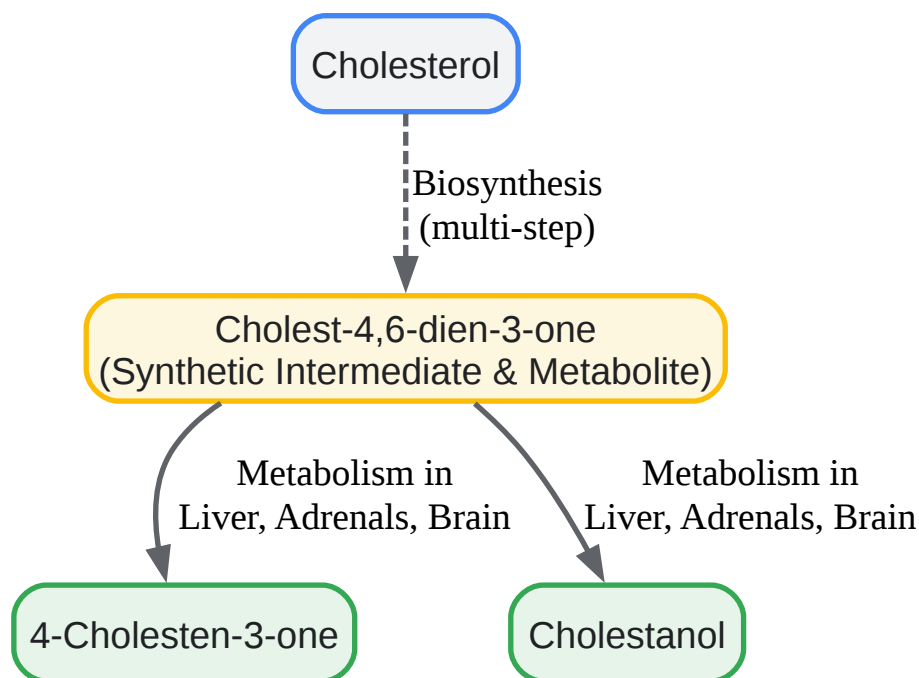 Cholesterol
Biosynthesis
(multi-step)
Cholest-4,6-dien-3-one
(Synthetic Intermediate & Metabolite)
Metabolism in
Liver, Adrenals, Brain
Metabolism in
Liver, Adrenals, Brain
4-Cholesten-3-one
Cholestanol